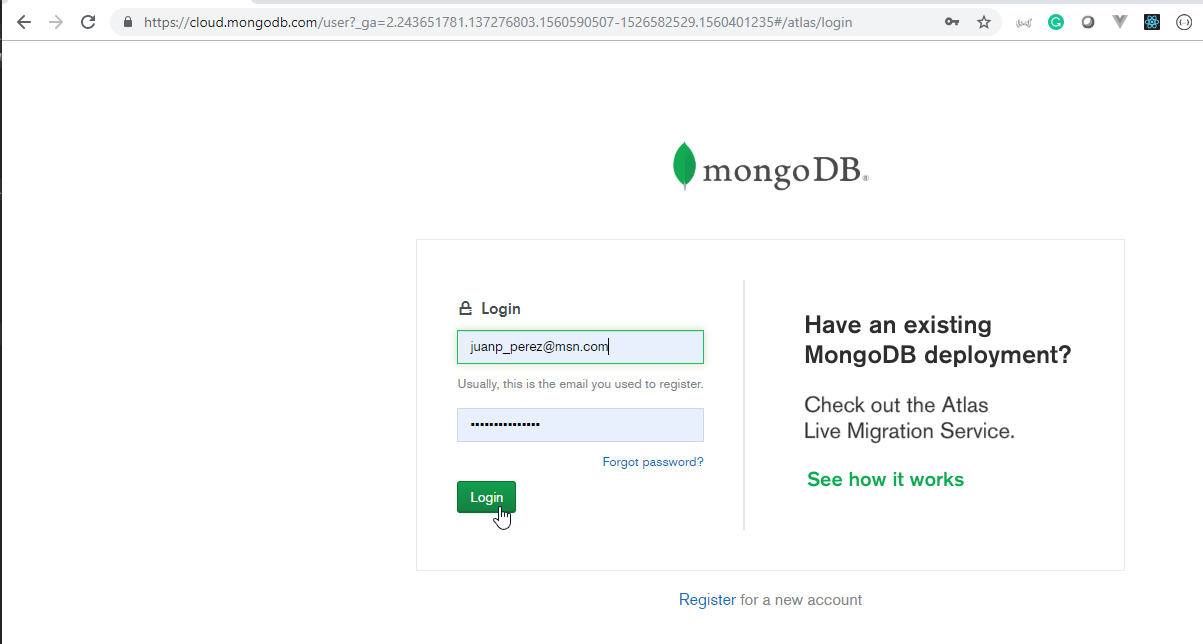 https://cloud.mongodb.com/user?_ga=2.243651781.137276803.1560590507-1526582529.1560401235#/atlas/login
mongoDB®
Login
juanp_perez@msn.com
Usually, this is the email you used to register.
•••••••••••••••
Forgot password?
Login
Have an existing
MongoDB deployment?
Check out the Atlas
Live Migration Service.
See how it works
Register for a new account